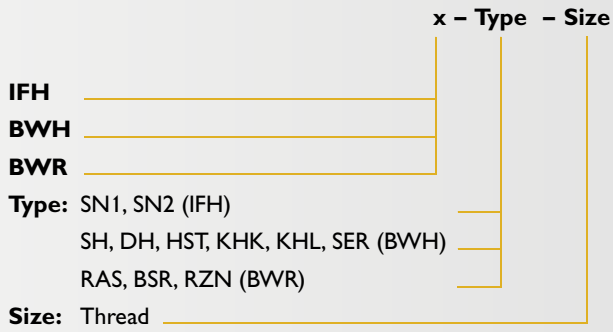 x – Type – Size
IFH
BWH
BWR
Type: SN1, SN2 (IFH)
SH, DH, HST, KHK, KHL, SER (BWH)
RAS, BSR, RZN (BWR)
Size: Thread